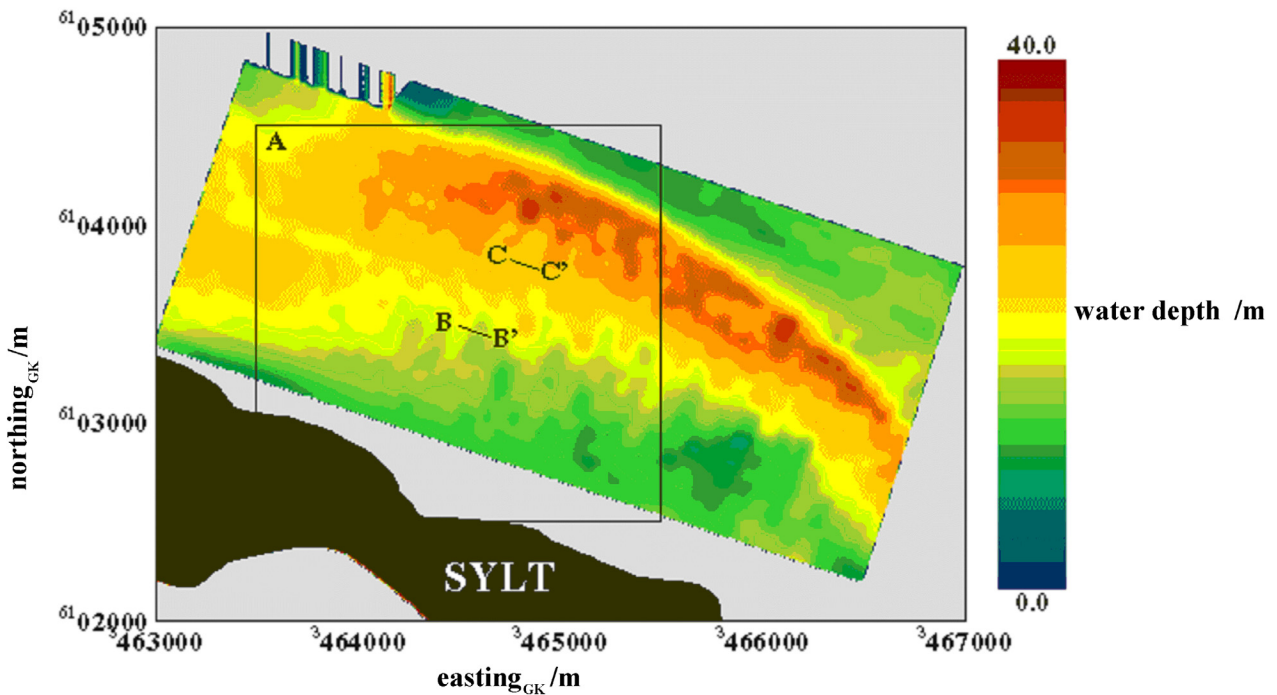 6105000
6104000
6103000
6102000
northingGK /m
A
C
C’
B
B’
SYLT
3463000
3464000
3465000
3466000
3467000
eastingGK /m
40.0
water depth /m
0.0